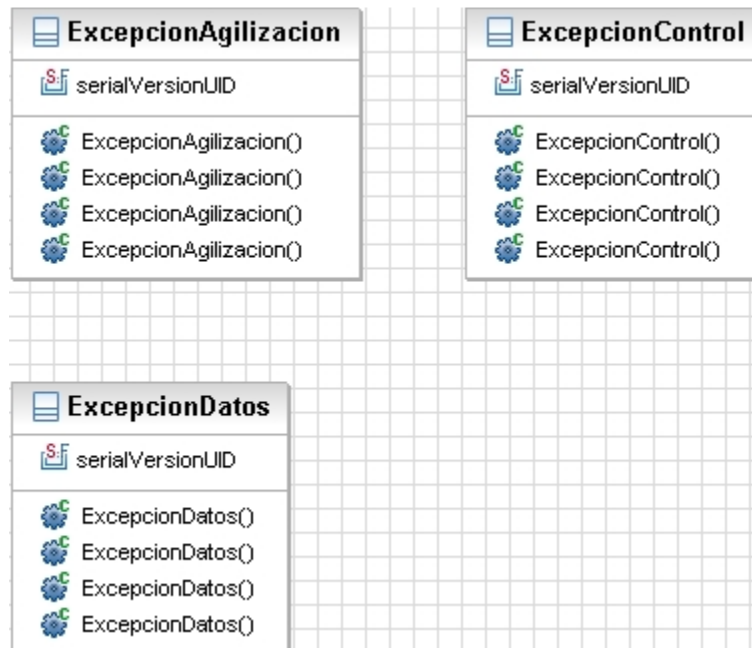 ExcepcionAgilizacion
S F serialVersionUID
C ExcepcionAgilizacion()
C ExcepcionAgilizacion()
C ExcepcionAgilizacion()
C ExcepcionAgilizacion()
ExcepcionControl
S F serialVersionUID
C ExcepcionControl()
C ExcepcionControl()
C ExcepcionControl()
C ExcepcionControl()
ExcepcionDatos
S F serialVersionUID
C ExcepcionDatos()
C ExcepcionDatos()
C ExcepcionDatos()
C ExcepcionDatos()